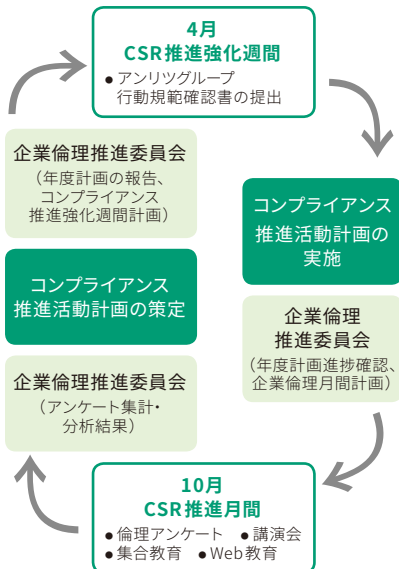 4月
CSR推進強化週間
●アンリツグループ
行動規範確認書の提出
企業倫理推進委員会
（年度計画の報告、
コンプライアンス
推進強化週間計画）
コンプライアンス
推進活動計画の策定
企業倫理推進委員会
（アンケート集計・
分析結果）
コンプライアンス
推進活動計画の
実施
企業倫理
推進委員会
（年度計画進捗確認、
企業倫理月間計画）
10月
CSR推進月間
●倫理アンケート ●講演会
●集合教育 ●Web教育